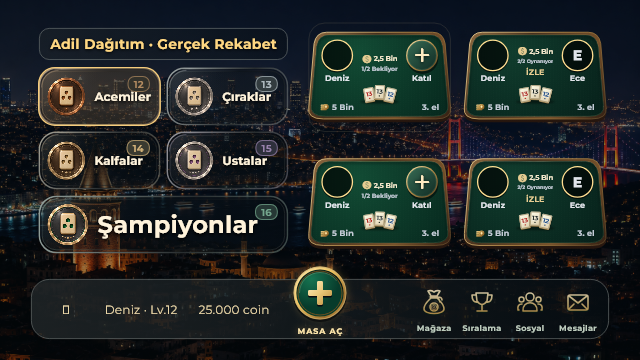 Adil Dağıtım · Gerçek Rekabet
12
Acemiler
13
Çıraklar
14
Kalfalar
15
Ustalar
16
Şampiyonlar
2,5 Bin
1/2 Bekliyor
Deniz
Katıl
13 13 12
5 Bin
3. el
2,5 Bin
2/2 Oynanıyor
İZLE
E
Deniz
Ece
13 13 12
5 Bin
3. el
2,5 Bin
1/2 Bekliyor
Deniz
Katıl
13 13 12
5 Bin
3. el
2,5 Bin
2/2 Oynanıyor
İZLE
E
Deniz
Ece
13 13 12
5 Bin
3. el
Deniz · Lv.12
25.000 coin
MASA AÇ
Mağaza
Sıralama
Sosyal
Mesajlar